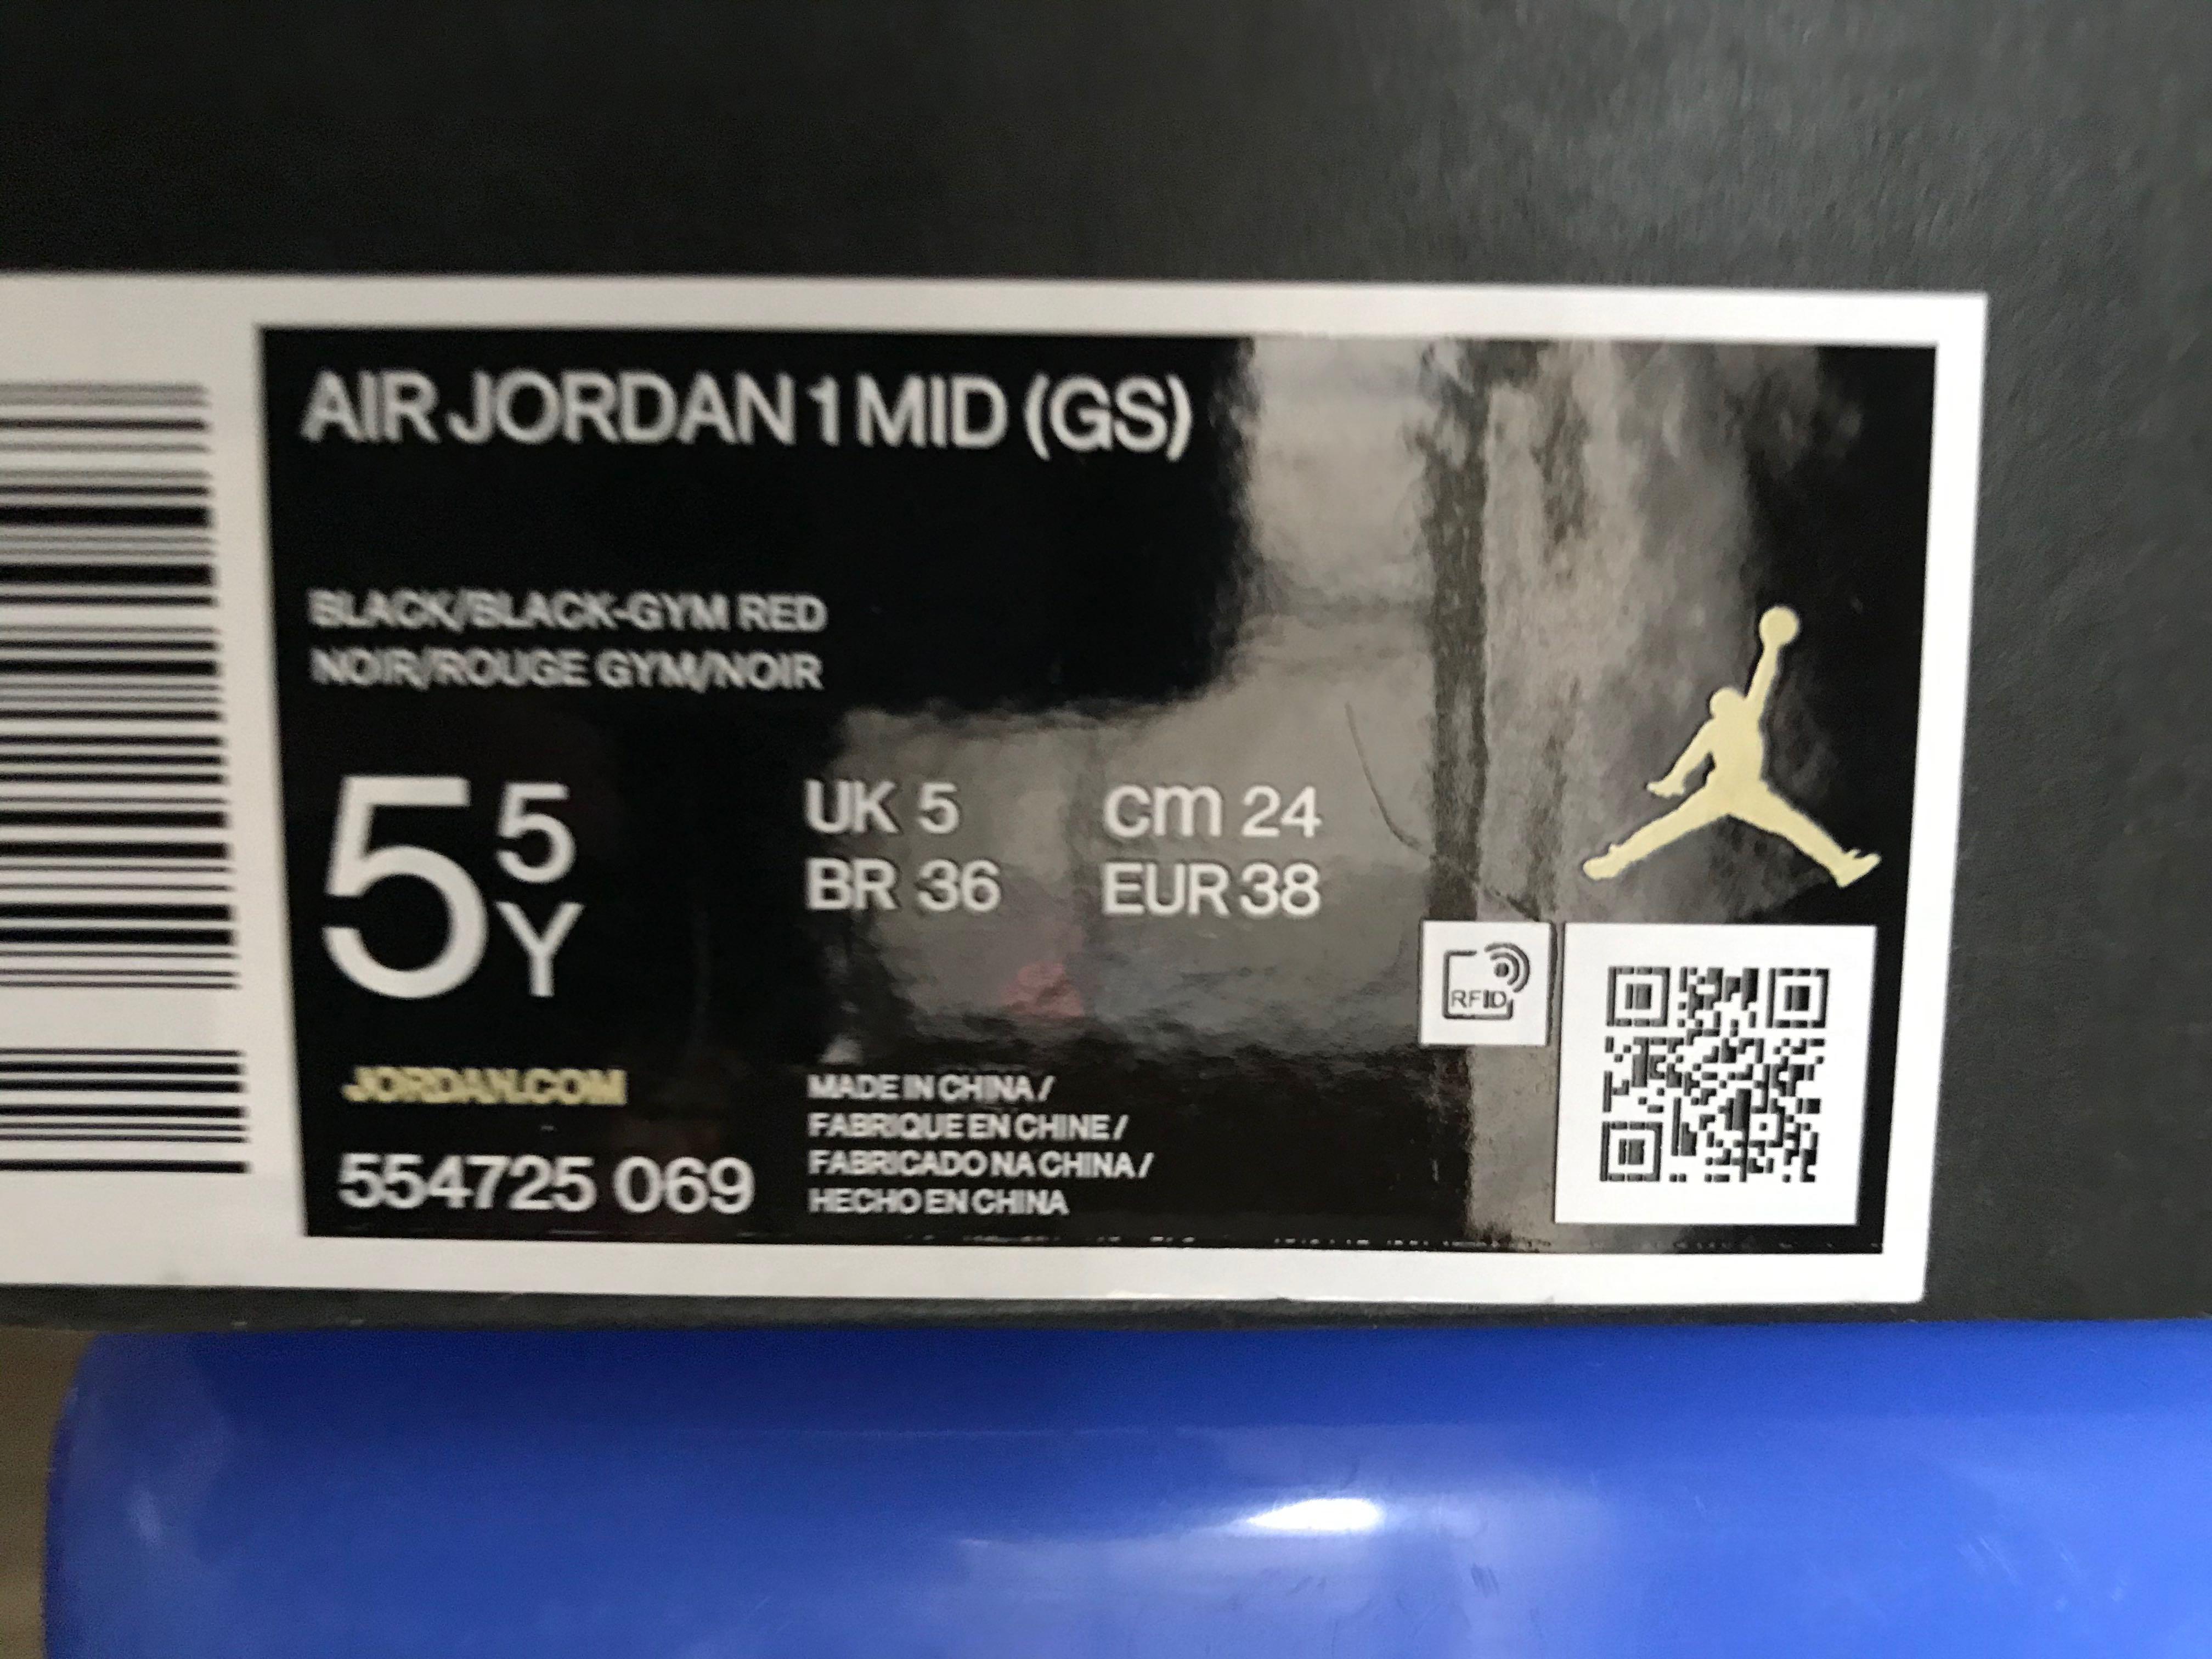 AIR JORDAN 1 MID (GS)
BLACK/BLACK-GYM RED
NOIR/ROUGE GYM/NOIR
5 5 Y
UK 5 cm 24
BR 36 EUR 38
RFID
JORDAN.COM
554725 069
MADE IN CHINA /
FABRIQUE EN CHINE /
FABRICADO NA CHINA /
HECHO EN CHINA